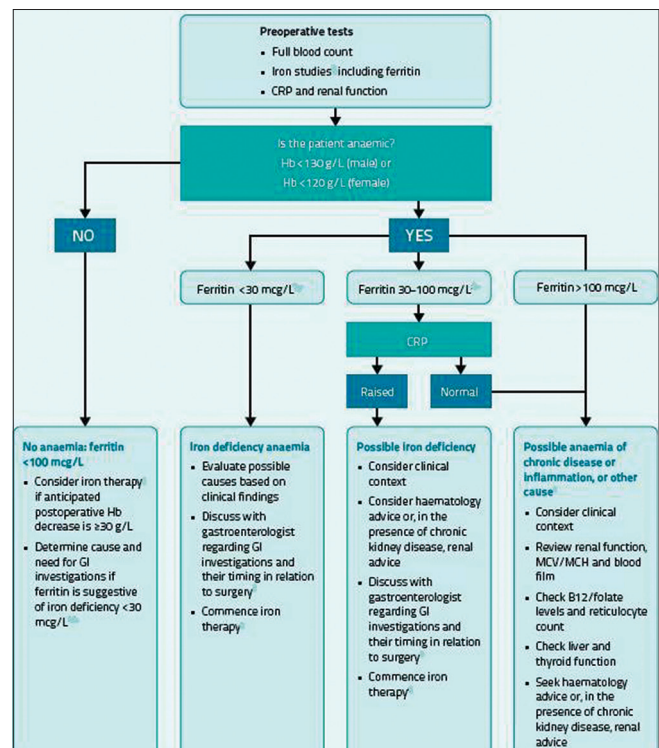 Preoperative tests
• Full blood count
• Iron studies including ferritin
• CRP and renal function
Is the patient anaemic?
Hb <130 g/L (male) or
Hb <120 g/L (female)
NO
YES
Ferritin <30 mcg/L
Ferritin 30–100 mcg/L
Ferritin >100 mcg/L
CRP
Raised
Normal
No anaemia: ferritin
<100 mcg/L
• Consider iron therapy
if anticipated
postoperative Hb
decrease is ≥30 g/L
• Determine cause and
need for GI
investigations if
ferritin is suggestive
of iron deficiency <30
mcg/L
Iron deficiency anaemia
• Evaluate possible
causes based on
clinical findings
• Discuss with
gastroenterologist
regarding GI
investigations and
their timing in relation
to surgery
• Commence iron
therapy
Possible iron deficiency
• Consider clinical
context
• Consider haematology
advice or, in the
presence of chronic
kidney disease, renal
advice
• Discuss with
gastroenterologist
regarding GI
investigations and
their timing in relation
to surgery
• Commence iron
therapy
Possible anaemia of
chronic disease or
inflammation, or other
cause
• Consider clinical
context
• Review renal function,
MCV/MCH and blood
film
• Check B12/folate
levels and reticulocyte
count
• Check liver and
thyroid function
• Seek haematology
advice or, in the
presence of chronic
kidney disease, renal
advice